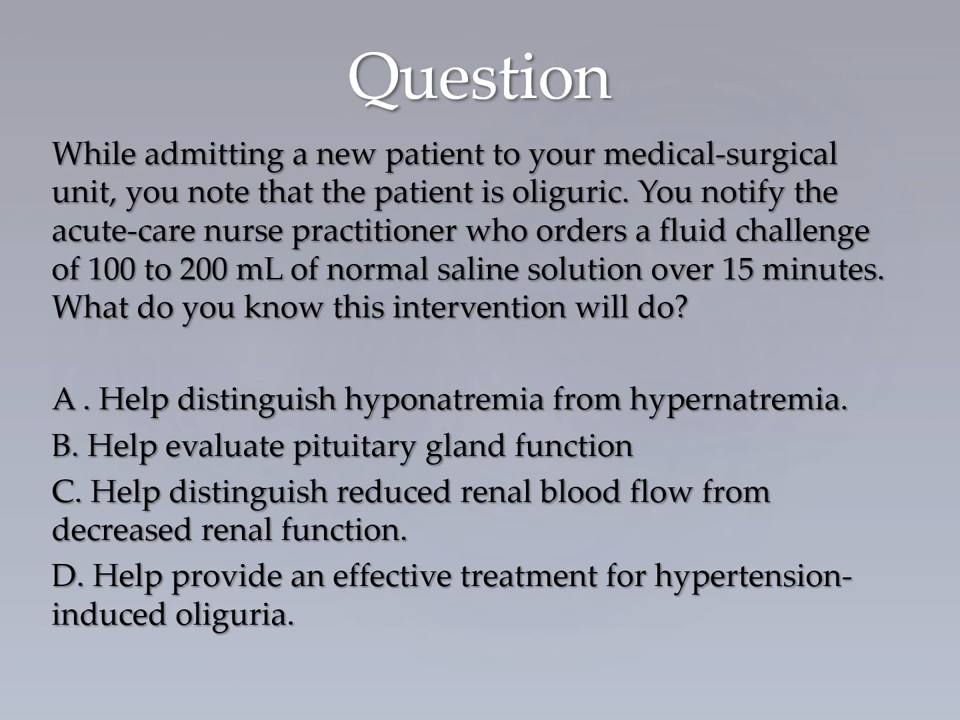 Question
While admitting a new patient to your medical-surgical
unit, you note that the patient is oliguric. You notify the
acute-care nurse practitioner who orders a fluid challenge
of 100 to 200 mL of normal saline solution over 15 minutes.
What do you know this intervention will do?
A . Help distinguish hyponatremia from hypernatremia.
B. Help evaluate pituitary gland function
C. Help distinguish reduced renal blood flow from
decreased renal function.
D. Help provide an effective treatment for hypertension-
induced oliguria.